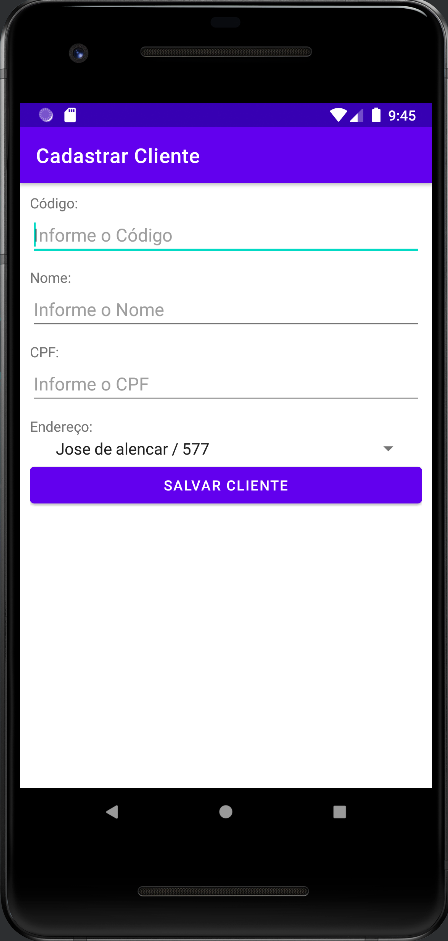 9:45
Cadastrar Cliente
Código:
Informe o Código
Nome:
Informe o Nome
CPF:
Informe o CPF
Endereço:
Jose de alencar / 577
SALVAR CLIENTE